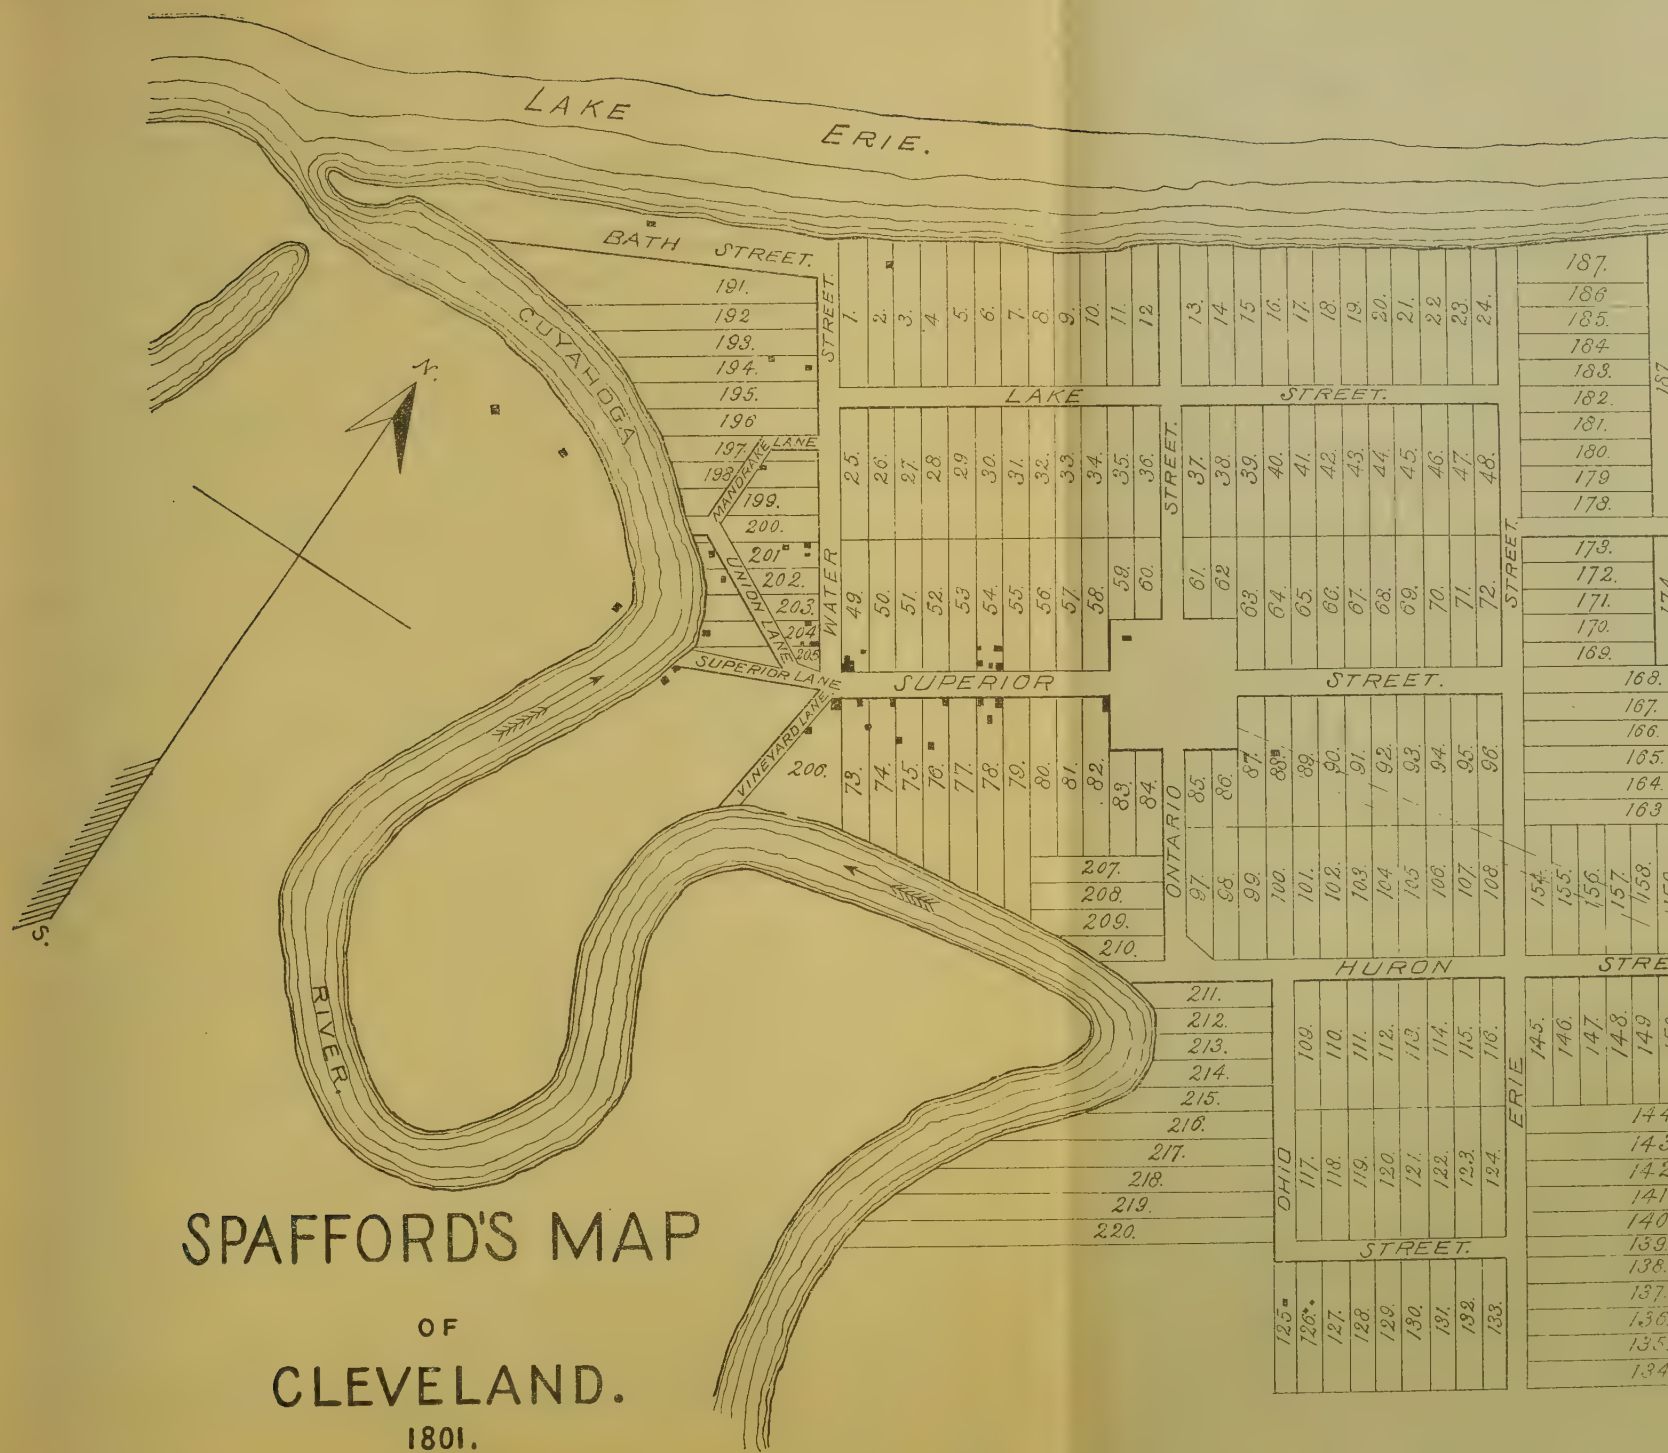 LAKE ERIE.
BATH STREET.
CUYAHOGA
RIVER.
N.
S.
191.
192
193.
194.
195.
196
197.
198
199.
200.
201
202.
203.
204
205
206.
MANDRAKE LANE
UNION LANE
SUPERIOR LANE
VINEYARD LANE
WATER STREET.
1. 2. 3. 4 5. 6. 7. 8. 9. 10. 11. 12
13. 14. 15 16. 17. 18. 19. 20. 21. 22 23. 24.
LAKE STREET.
25. 26. 27. 28. 29 30. 31. 32. 33. 34. 35. 36.
37. 38. 39. 40. 41. 42. 43. 44. 45. 46. 47. 48.
49. 50. 51. 52. 53 54. 55. 56. 57. 58. 59. 60.
61. 62 63. 64. 65. 66. 67. 68. 69. 70. 71. 72.
SUPERIOR STREET.
73. 74. 75. 76. 77. 78. 79. 80. 81. 82. 83. 84.
85. 86. 87. 88. 89. 90. 91. 92. 93. 94. 95. 96.
97. 98. 99. 100. 101. 102. 103. 104 105 106. 107. 108.
ONTARIO STREET.
207.
208.
209.
210.
HURON STRE
211.
212.
213.
214.
215.
216.
217.
218.
219.
220.
109. 110. 111. 112. 113. 114. 115. 116.
117. 118. 119. 120. 121. 122. 123. 124.
OHIO STREET.
125 126. 127. 128. 129. 130. 131. 132. 133.
ERIE STREET.
187.
186
185.
184
183.
182.
181.
180.
179
178.
187
173.
172.
171.
170.
169.
174
168.
167.
166.
165.
164.
163
154. 155. 156. 157. 158.
145. 146. 147. 148. 149
144
143
142
141
140
139
138.
137.
136.
135.
134
SPAFFORD'S MAP
OF
CLEVELAND.
1801.